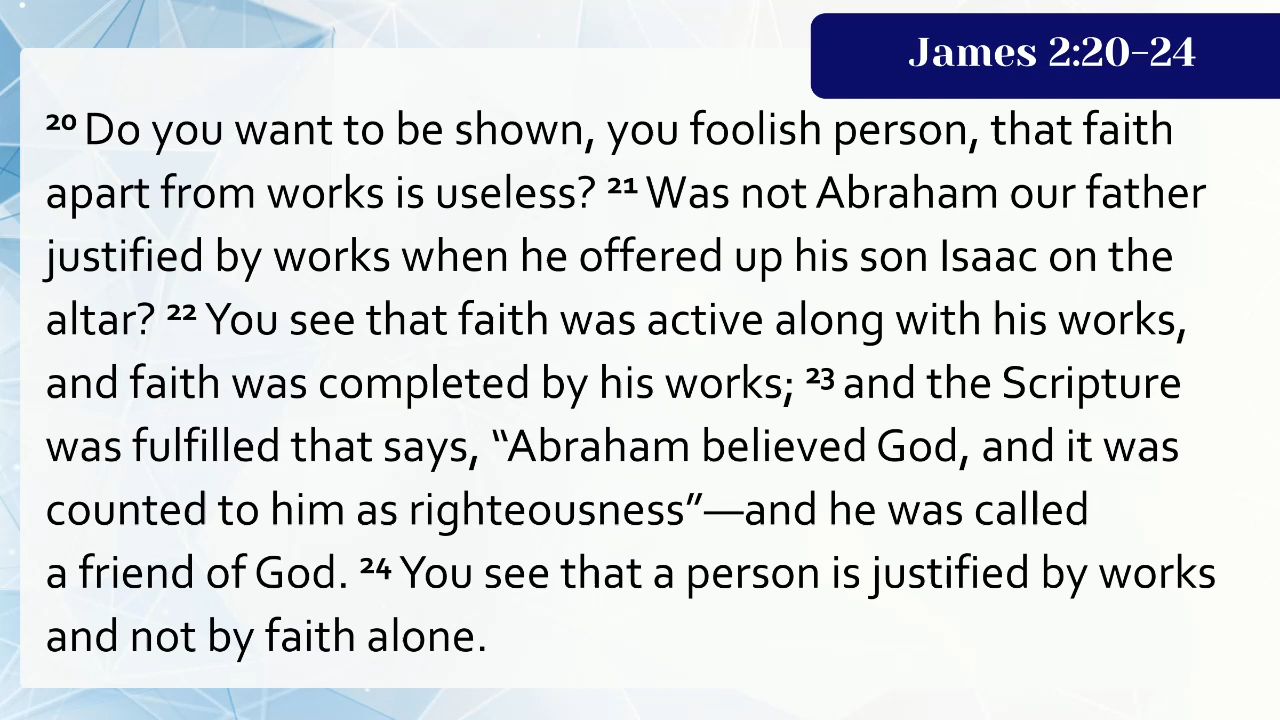 James 2:20-24
20 Do you want to be shown, you foolish person, that faith
apart from works is useless? 21 Was not Abraham our father
justified by works when he offered up his son Isaac on the
altar? 22 You see that faith was active along with his works,
and faith was completed by his works; 23 and the Scripture
was fulfilled that says, “Abraham believed God, and it was
counted to him as righteousness”—and he was called
a friend of God. 24 You see that a person is justified by works
and not by faith alone.